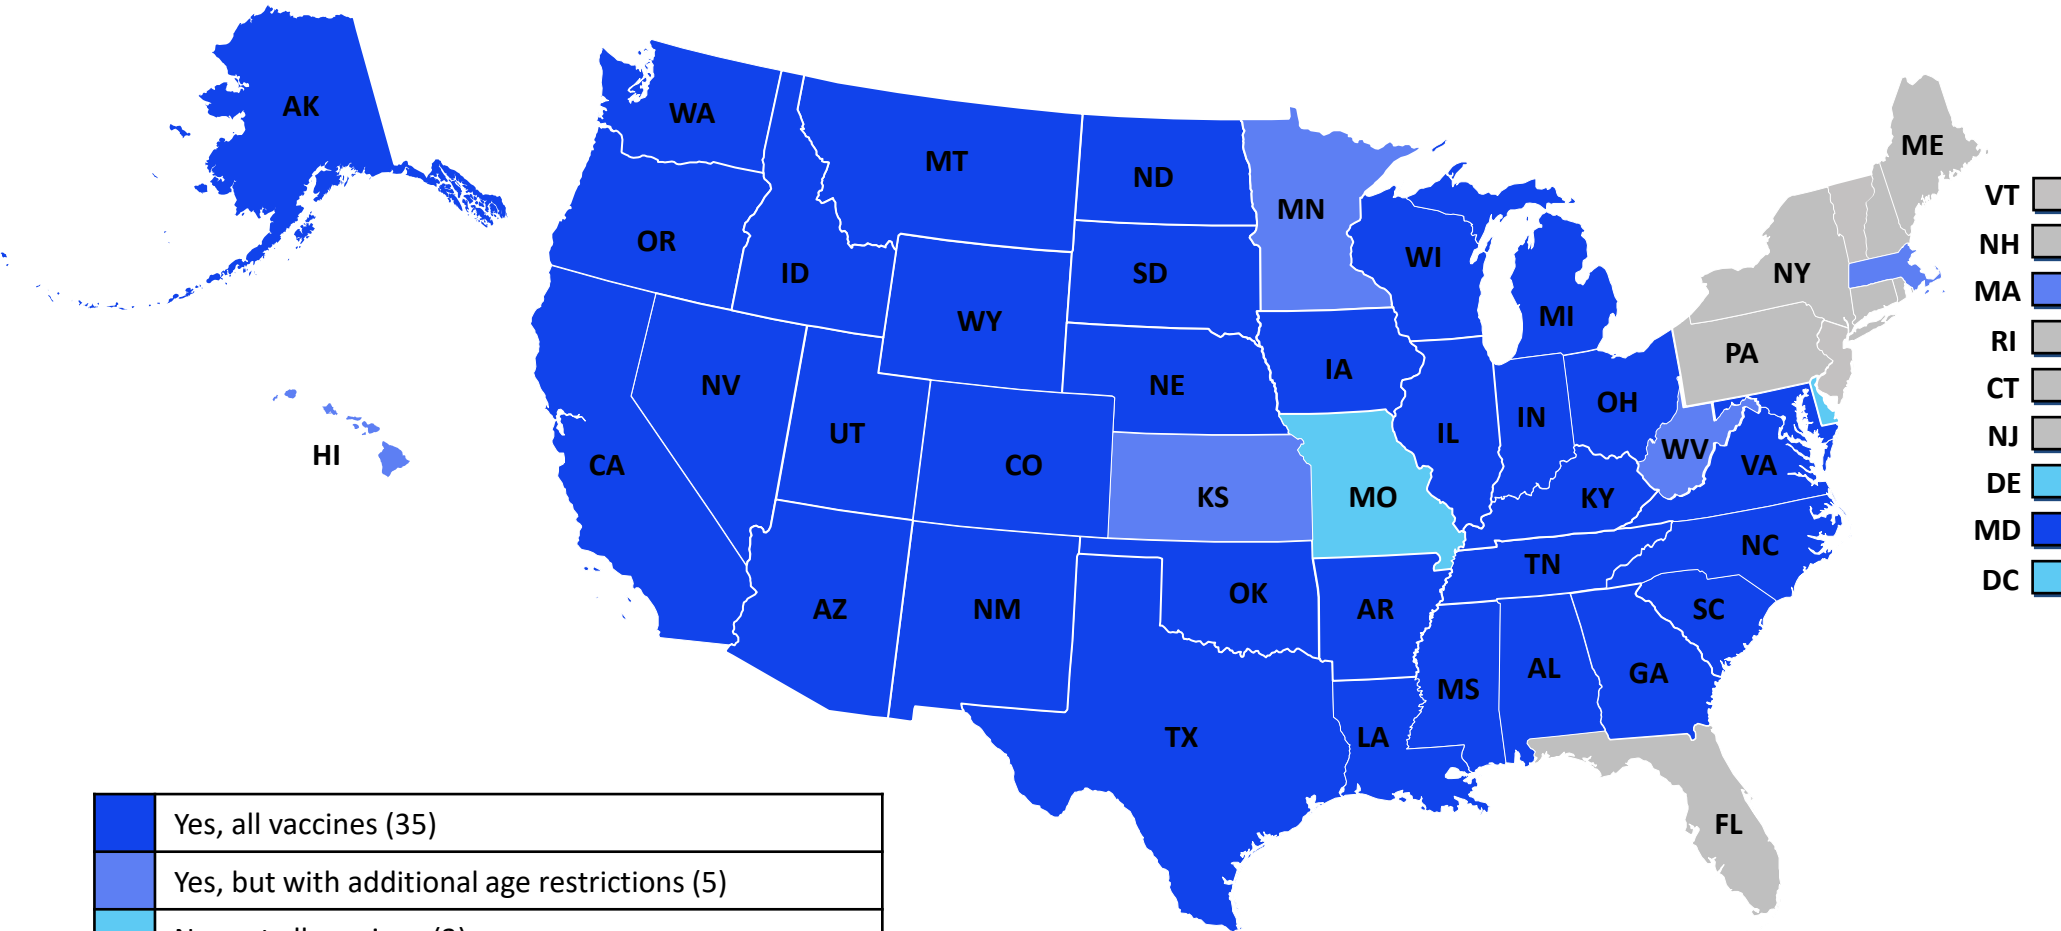 AK
WA
MT
ND
MN
ME
VT
NH
MA
RI
CT
NJ
DE
MD
DC
OR
ID
SD
WI
NY
WY
MI
PA
NV
NE
IA
OH
UT
CO
IL
IN
WV
VA
HI
CA
KS
MO
KY
NC
TN
AZ
NM
OK
AR
SC
MS
AL
GA
TX
LA
FL
Yes, all vaccines (35)
Yes, but with additional age restrictions (5)